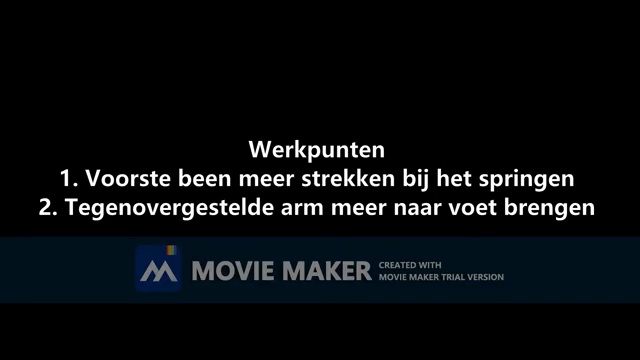 Werkpunten
1. Voorste been meer strekken bij het springen
2. Tegenovergestelde arm meer naar voet brengen
MOVIE MAKER
CREATED WITH
MOVIE MAKER TRIAL VERSION